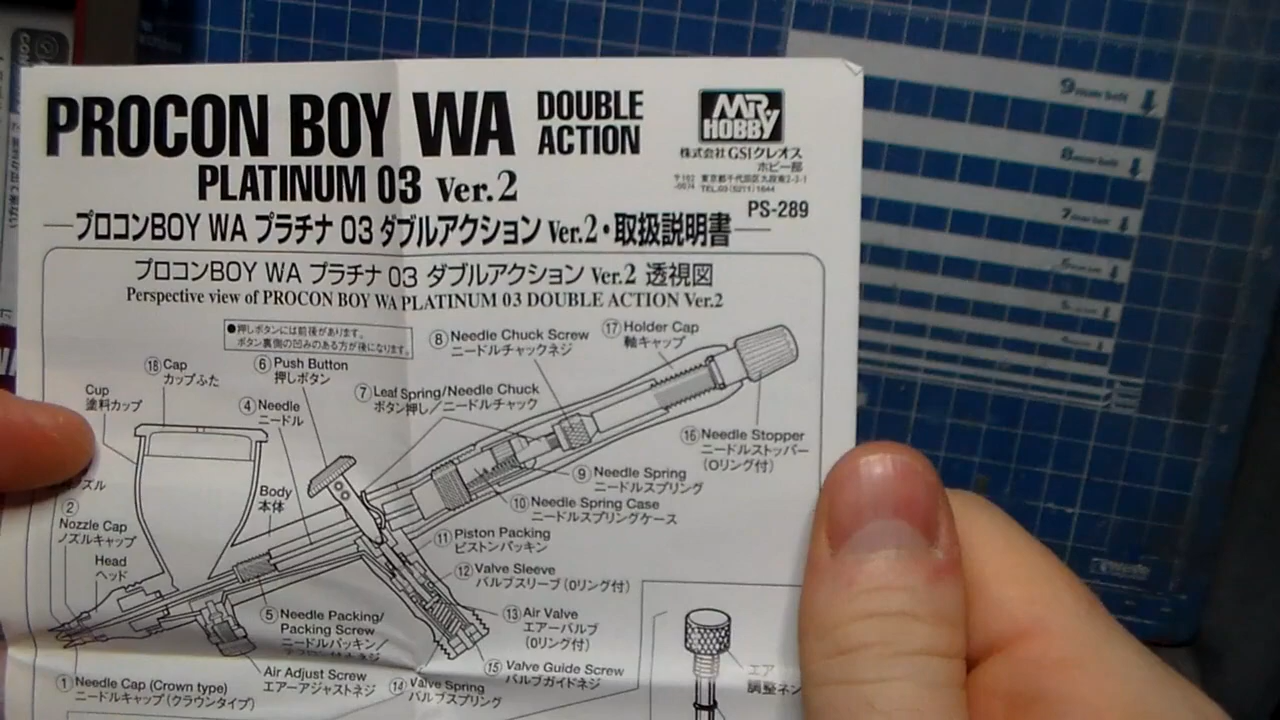 PROCON BOY WA DOUBLE ACTION
PLATINUM 03 Ver.2
MR. HOBBY
株式会社GSIクレオス
ホビー部
PS-289
プロコンBOY WA プラチナ 03 ダブルアクション Ver.2・取扱説明書
プロコンBOY WA プラチナ 03 ダブルアクション Ver.2 透視図
Perspective view of PROCON BOY WA PLATINUM 03 DOUBLE ACTION Ver.2
●押しボタンには前後があります。
ボタン裏側の凹みのある方が後になります。
⑧ Needle Chuck Screw
ニードルチャックネジ
⑰ Holder Cap
軸キャップ
⑱ Cap
カップふた
⑥ Push Button
押しボタン
Cup
塗料カップ
④ Needle
ニードル
⑦ Leaf Spring/Needle Chuck
ボタン押し/ニードルチャック
⑯ Needle Stopper
ニードルストッパー
(Oリング付)
⑨ Needle Spring
ニードルスプリング
Body
本体
⑩ Needle Spring Case
ニードルスプリングケース
② Nozzle Cap
ノズルキャップ
⑪ Piston Packing
ピストンパッキン
Head
ヘッド
⑫ Valve Sleeve
バルブスリーブ(Oリング付)
⑤ Needle Packing/
Packing Screw
ニードルパッキン/
⑬ Air Valve
エアーバルブ
(Oリング付)
⑮ Valve Guide Screw
バルブガイドネジ
Air Adjust Screw
エアーアジャストネジ
⑭ Valve Spring
バルブスプリング
① Needle Cap (Crown type)
ニードルキャップ(クラウンタイプ)
エア
調整ネ